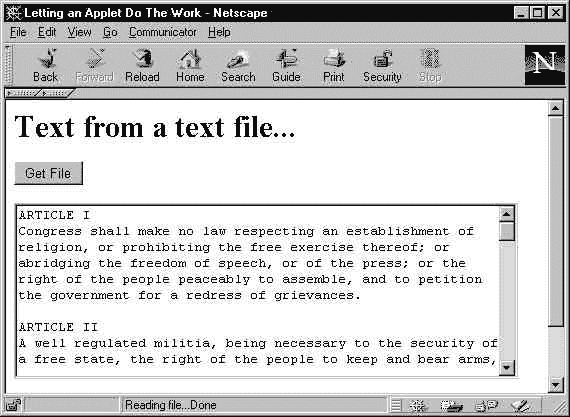 Letting an Applet Do The Work - Netscape
File Edit View Go Communicator Help
Back Forward Reload Home Search Guide Print Security Stop
N
Text from a text file...
Get File
ARTICLE I
Congress shall make no law respecting an establishment of
religion, or prohibiting the free exercise thereof; or
abridging the freedom of speech, or of the press; or the
right of the people peaceably to assemble, and to petition
the government for a redress of grievances.
ARTICLE II
A well regulated militia, being necessary to the security of
a free state, the right of the people to keep and bear arms,
Reading file...Done